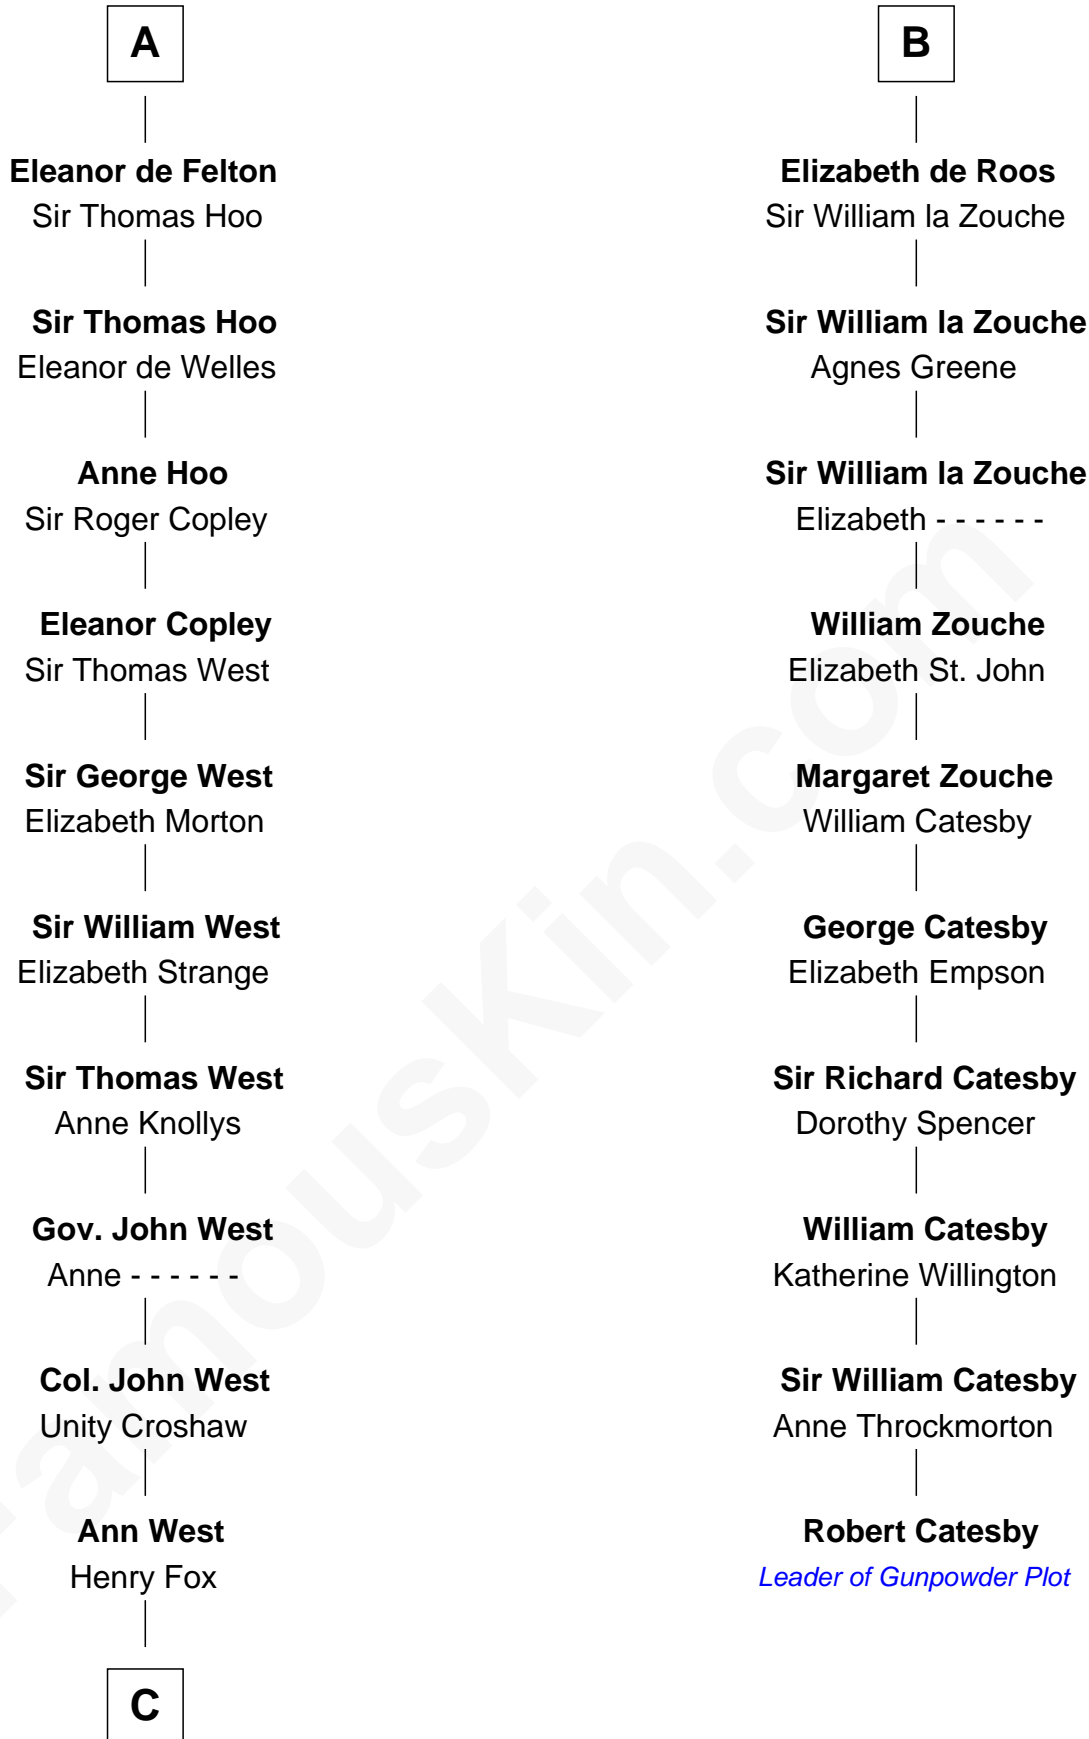 A
Eleanor de Felton
Sir Thomas Hoo
Sir Thomas Hoo
Eleanor de Welles
Anne Hoo
Sir Roger Copley
Eleanor Copley
Sir Thomas West
Sir George West
Elizabeth Morton
Sir William West
Elizabeth Strange
Sir Thomas West
Anne Knollys
Gov. John West
Anne - - - - - -
Col. John West
Unity Croshaw
Ann West
Henry Fox
C
B
Elizabeth de Roos
Sir William la Zouche
Sir William la Zouche
Agnes Greene
Sir William la Zouche
Elizabeth - - - - - -
William Zouche
Elizabeth St. John
Margaret Zouche
William Catesby
George Catesby
Elizabeth Empson
Sir Richard Catesby
Dorothy Spencer
William Catesby
Katherine Willington
Sir William Catesby
Anne Throckmorton
Robert Catesby
Leader of Gunpowder Plot
FamousKin.com